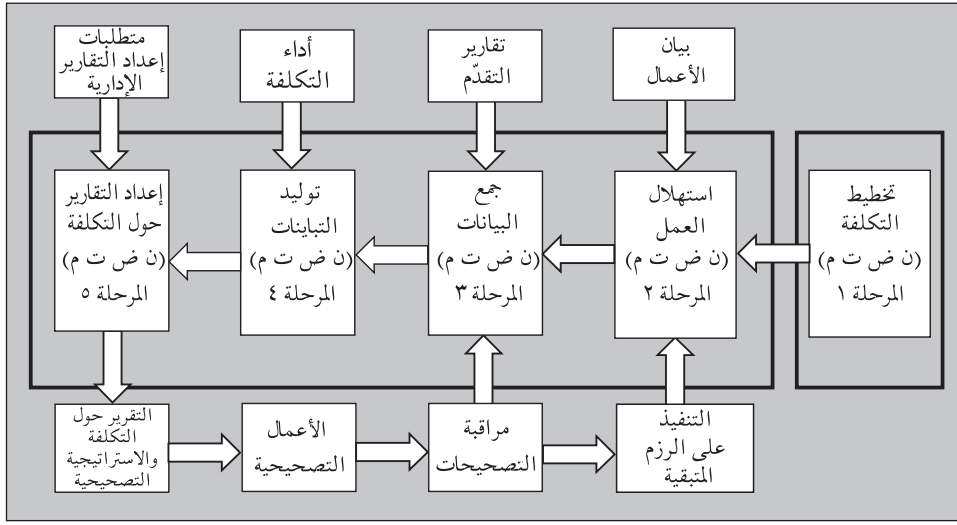 بيان
الأعمال
تقارير
التقدّم
أداء
التكلفة
متطلبات
إعداد التقارير
الإدارية
تخطيط
التكلفة
(ن ض ت م)
المرحلة ١
استهلال
العمل
(ن ض ت م)
المرحلة ٢
جمع
البيانات
(ن ض ت م)
المرحلة ٣
توليد
التباينات
(ن ض ت م)
المرحلة ٤
إعداد التقارير
حول التكلفة
(ن ض ت م)
المرحلة ٥
التقرير حول
التكلفة
والاستراتيجية
التصحيحية
الأعمال
التصحيحية
مراقبة
التصحيحات
التنفيذ
على الرزم
المتبقية